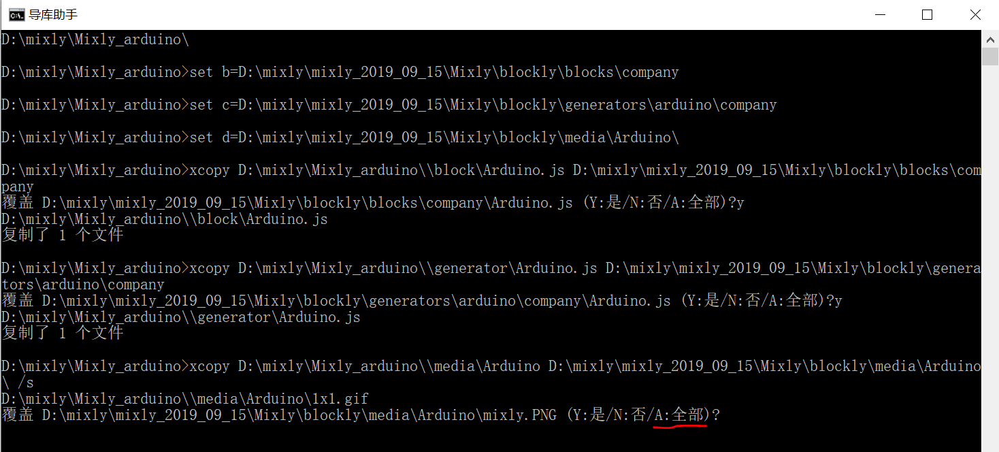 导库助手
D:\mixly\Mixly_arduino\
D:\mixly\Mixly_arduino>set b=D:\mixly\mixly_2019_09_15\Mixly\blockly\blocks\company
D:\mixly\Mixly_arduino>set c=D:\mixly\mixly_2019_09_15\Mixly\blockly\generators\arduino\company
D:\mixly\Mixly_arduino>set d=D:\mixly\mixly_2019_09_15\Mixly\blockly\media\Arduino\
D:\mixly\Mixly_arduino>xcopy D:\mixly\Mixly_arduino\\block\Arduino.js D:\mixly\mixly_2019_09_15\Mixly\blockly\blocks\com
pany
覆盖 D:\mixly\mixly_2019_09_15\Mixly\blockly\blocks\company\Arduino.js (Y:是/N:否/A:全部)?y
D:\mixly\Mixly_arduino\\block\Arduino.js
复制了 1 个文件
D:\mixly\Mixly_arduino>xcopy D:\mixly\Mixly_arduino\\generator\Arduino.js D:\mixly\mixly_2019_09_15\Mixly\blockly\genera
tors\arduino\company
覆盖 D:\mixly\mixly_2019_09_15\Mixly\blockly\generators\arduino\company\Arduino.js (Y:是/N:否/A:全部)?y
D:\mixly\Mixly_arduino\\generator\Arduino.js
复制了 1 个文件
D:\mixly\Mixly_arduino>xcopy D:\mixly\Mixly_arduino\\media\Arduino D:\mixly\mixly_2019_09_15\Mixly\blockly\media\Arduino
\ /s
D:\mixly\Mixly_arduino\\media\Arduino\1x1.gif
覆盖 D:\mixly\mixly_2019_09_15\Mixly\blockly\media\Arduino\mixly.PNG (Y:是/N:否/A:全部)?